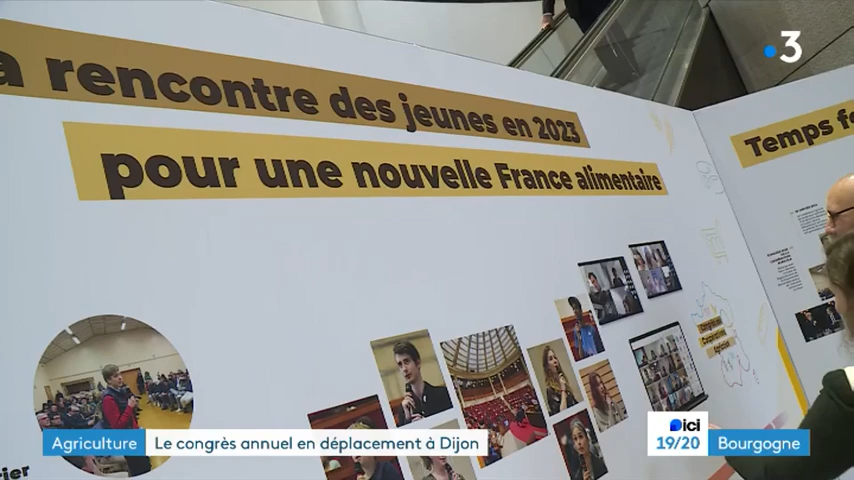 3
a rencontre des jeunes en 2023
pour une nouvelle France alimentaire
Temps fo
Agriculture
Le congrès annuel en déplacement à Dijon
ici
19/20
Bourgogne